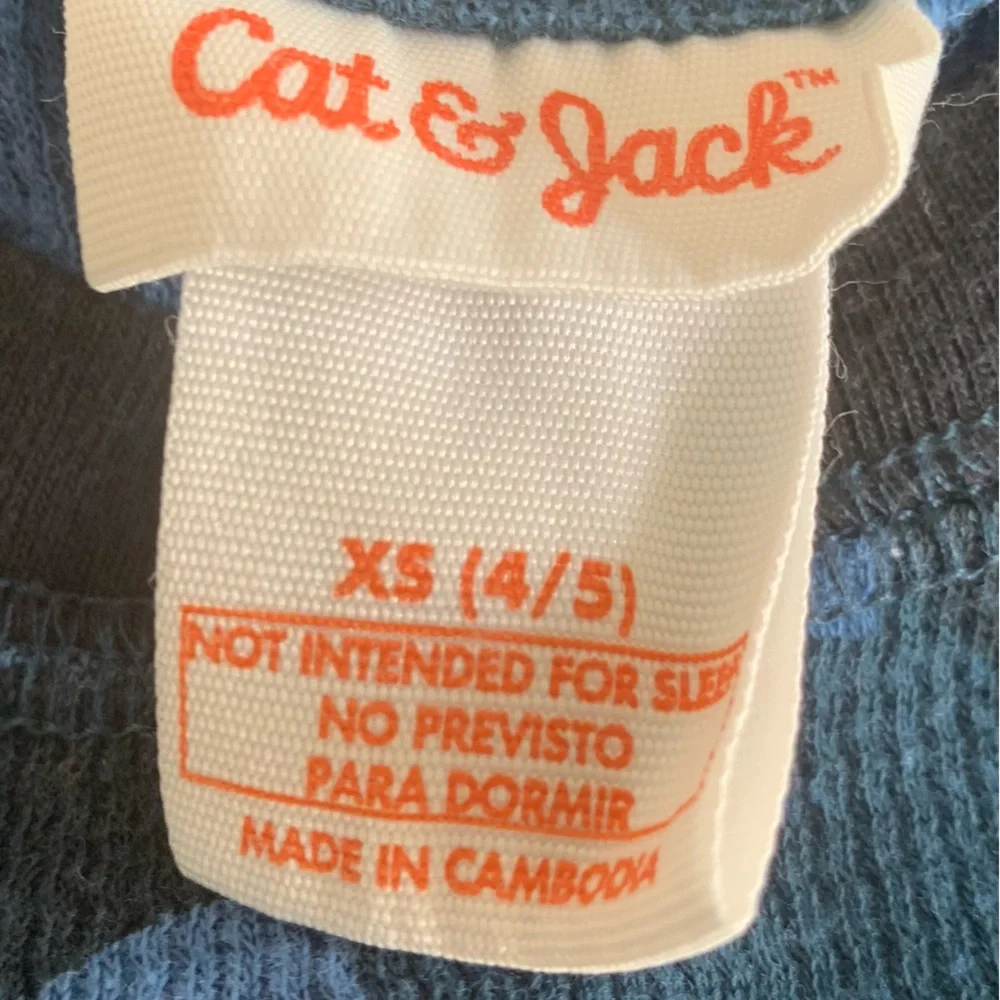 Cat & Jack™
XS (4/5)
NOT INTENDED FOR SLEEP
NO PREVISTO
PARA DORMIR
MADE IN CAMBODIA